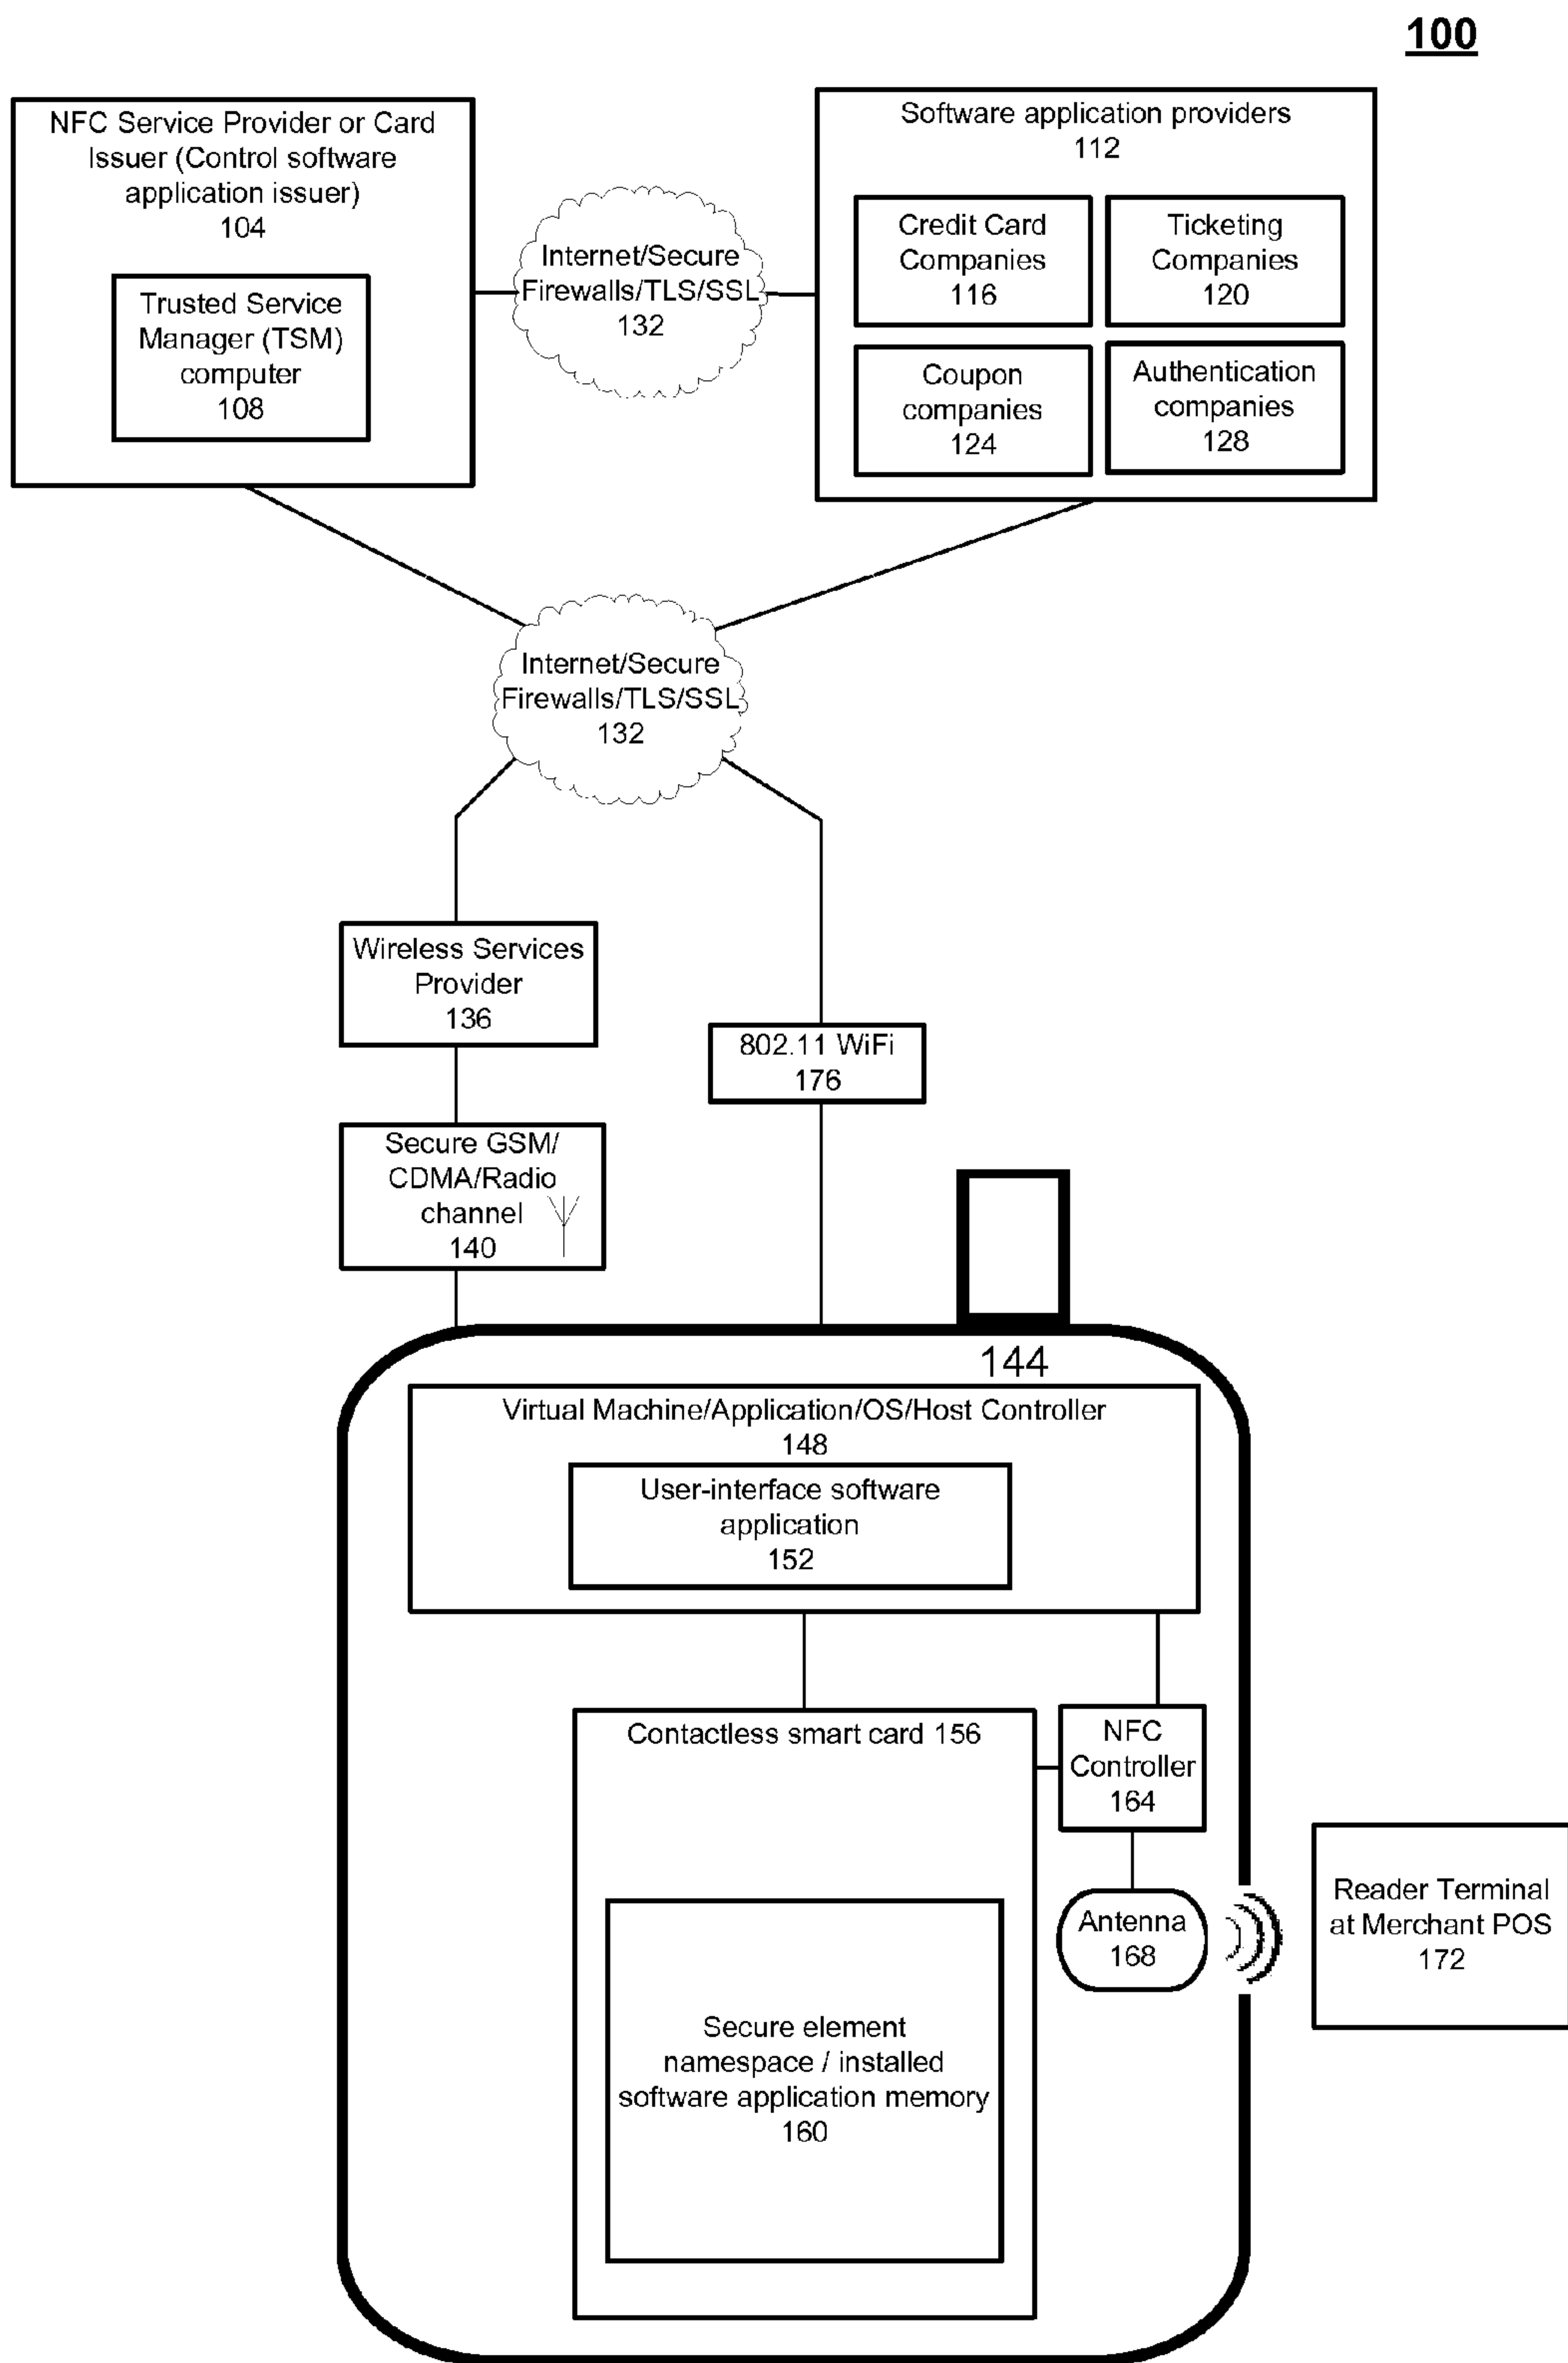 100
NFC Service Provider or Card
Issuer (Control software
application issuer)
104
Trusted Service
Manager (TSM)
computer
108
Internet/Secure
Firewalls/TLS/SSL
132
Software application providers
112
Credit Card
Companies
116
Ticketing
Companies
120
Coupon
companies
124
Authentication
companies
128
Internet/Secure
Firewalls/TLS/SSL
132
Wireless Services
Provider
136
802.11 WiFi
176
Secure GSM/
CDMA/Radio
channel
140
144
Virtual Machine/Application/OS/Host Controller
148
User-interface software
application
152
Contactless smart card 156
NFC
Controller
164
Antenna
168
Reader Terminal
at Merchant POS
172
Secure element
namespace / installed
software application memory
160